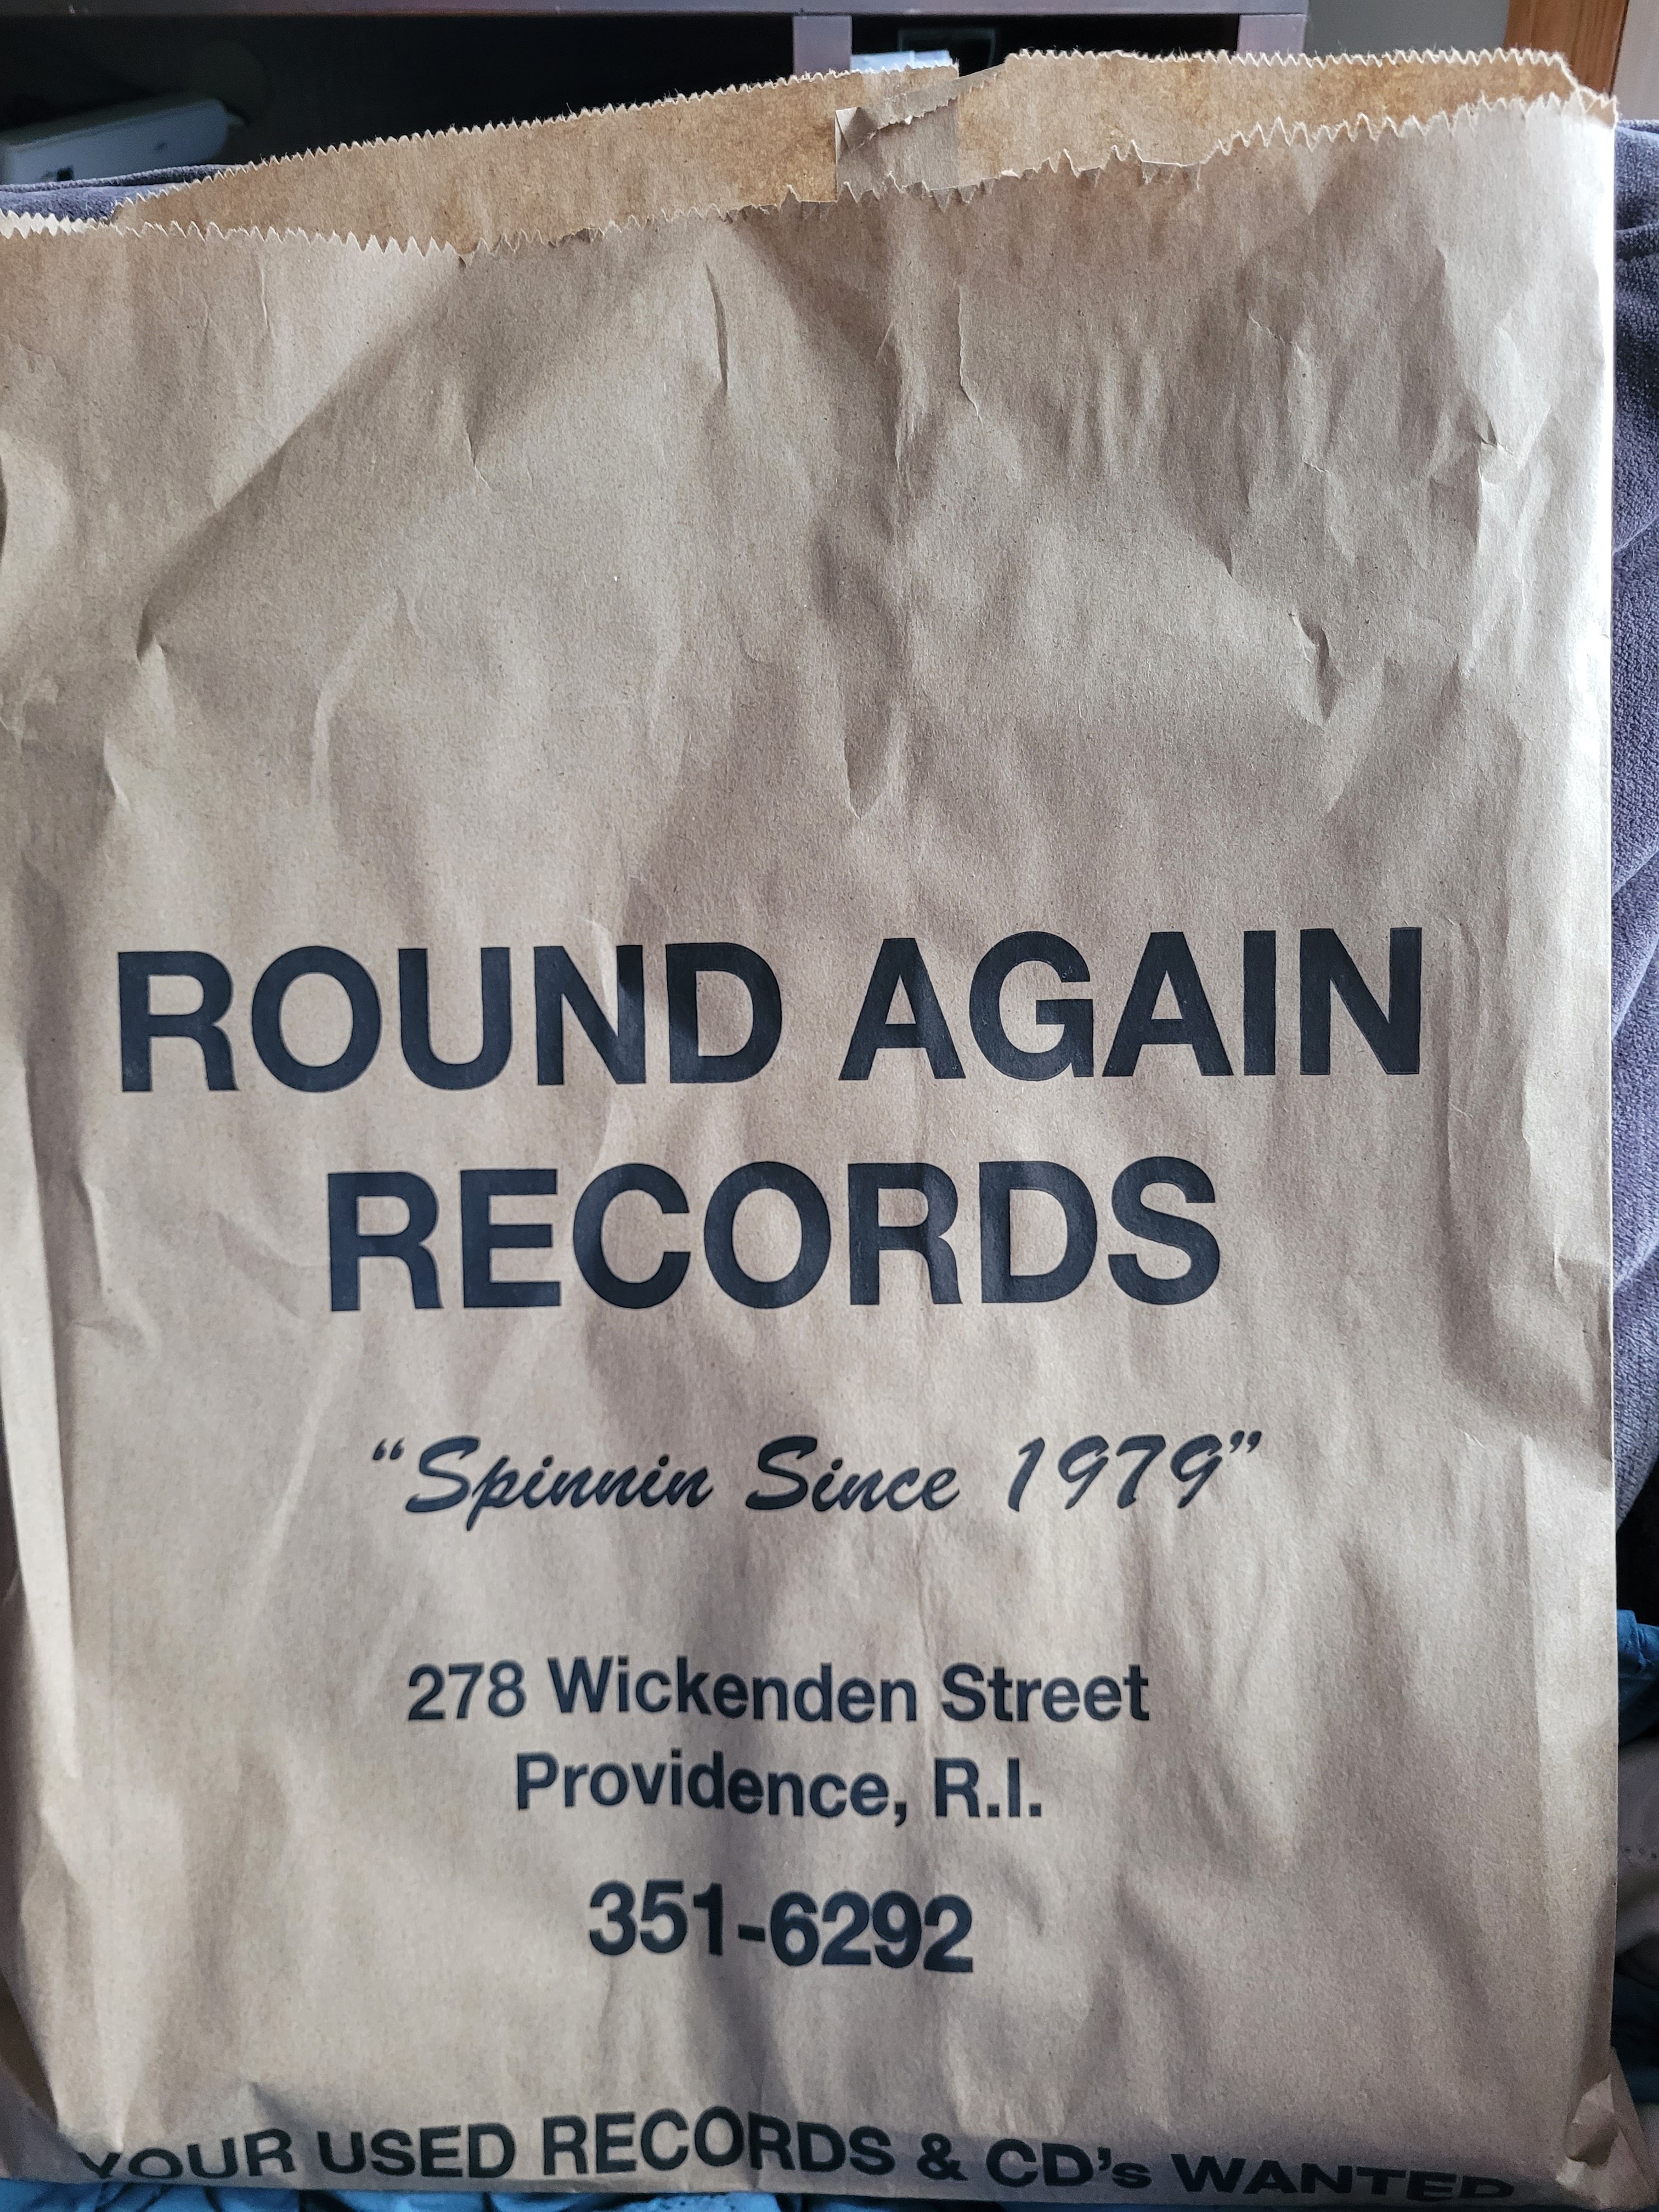 ROUND AGAIN
RECORDS
“Spinnin Since 1979”
278 Wickenden Street
Providence, R.I.
351-6292
YOUR USED RECORDS & CD's WANTED